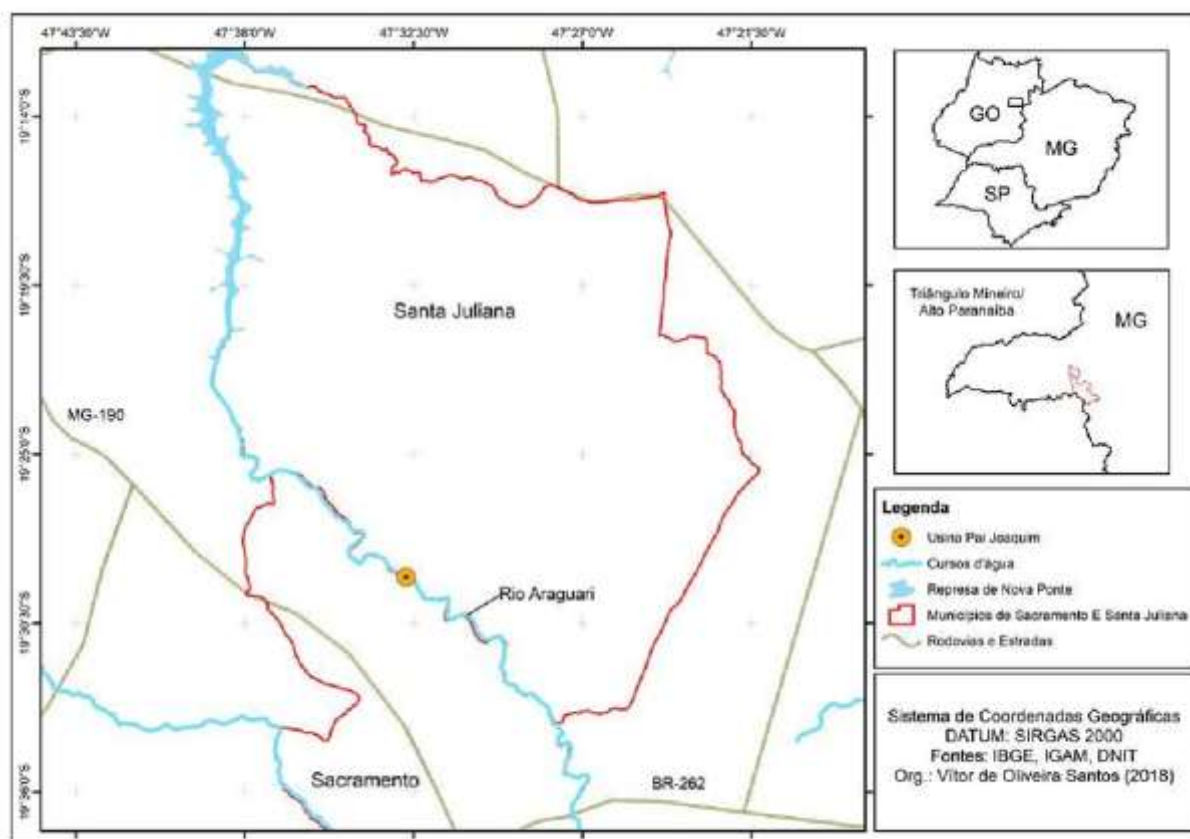 47°43'30"W 47°38'0"W 47°32'30"W 47°27'0"W 47°21'30"W
19°14'0"S
19°19'30"S
19°25'0"S
19°30'30"S
19°36'0"S
Santa Juliana
MG-190
Rio Araguari
Sacramento
BR-262
GO
MG
SP
Triângulo Mineiro/
Alto Paranaíba
MG
Legenda
Usina Pai Joaquim
Cursos d'água
Represa de Nova Ponte
Municípios de Sacramento E Santa Juliana
Rodovias e Estradas
Sistema de Coordenadas Geográficas
DATUM: SIRGAS 2000
Fontes: IBGE, IGAM, DNIT
Org.: Vítor de Oliveira Santos (2018)